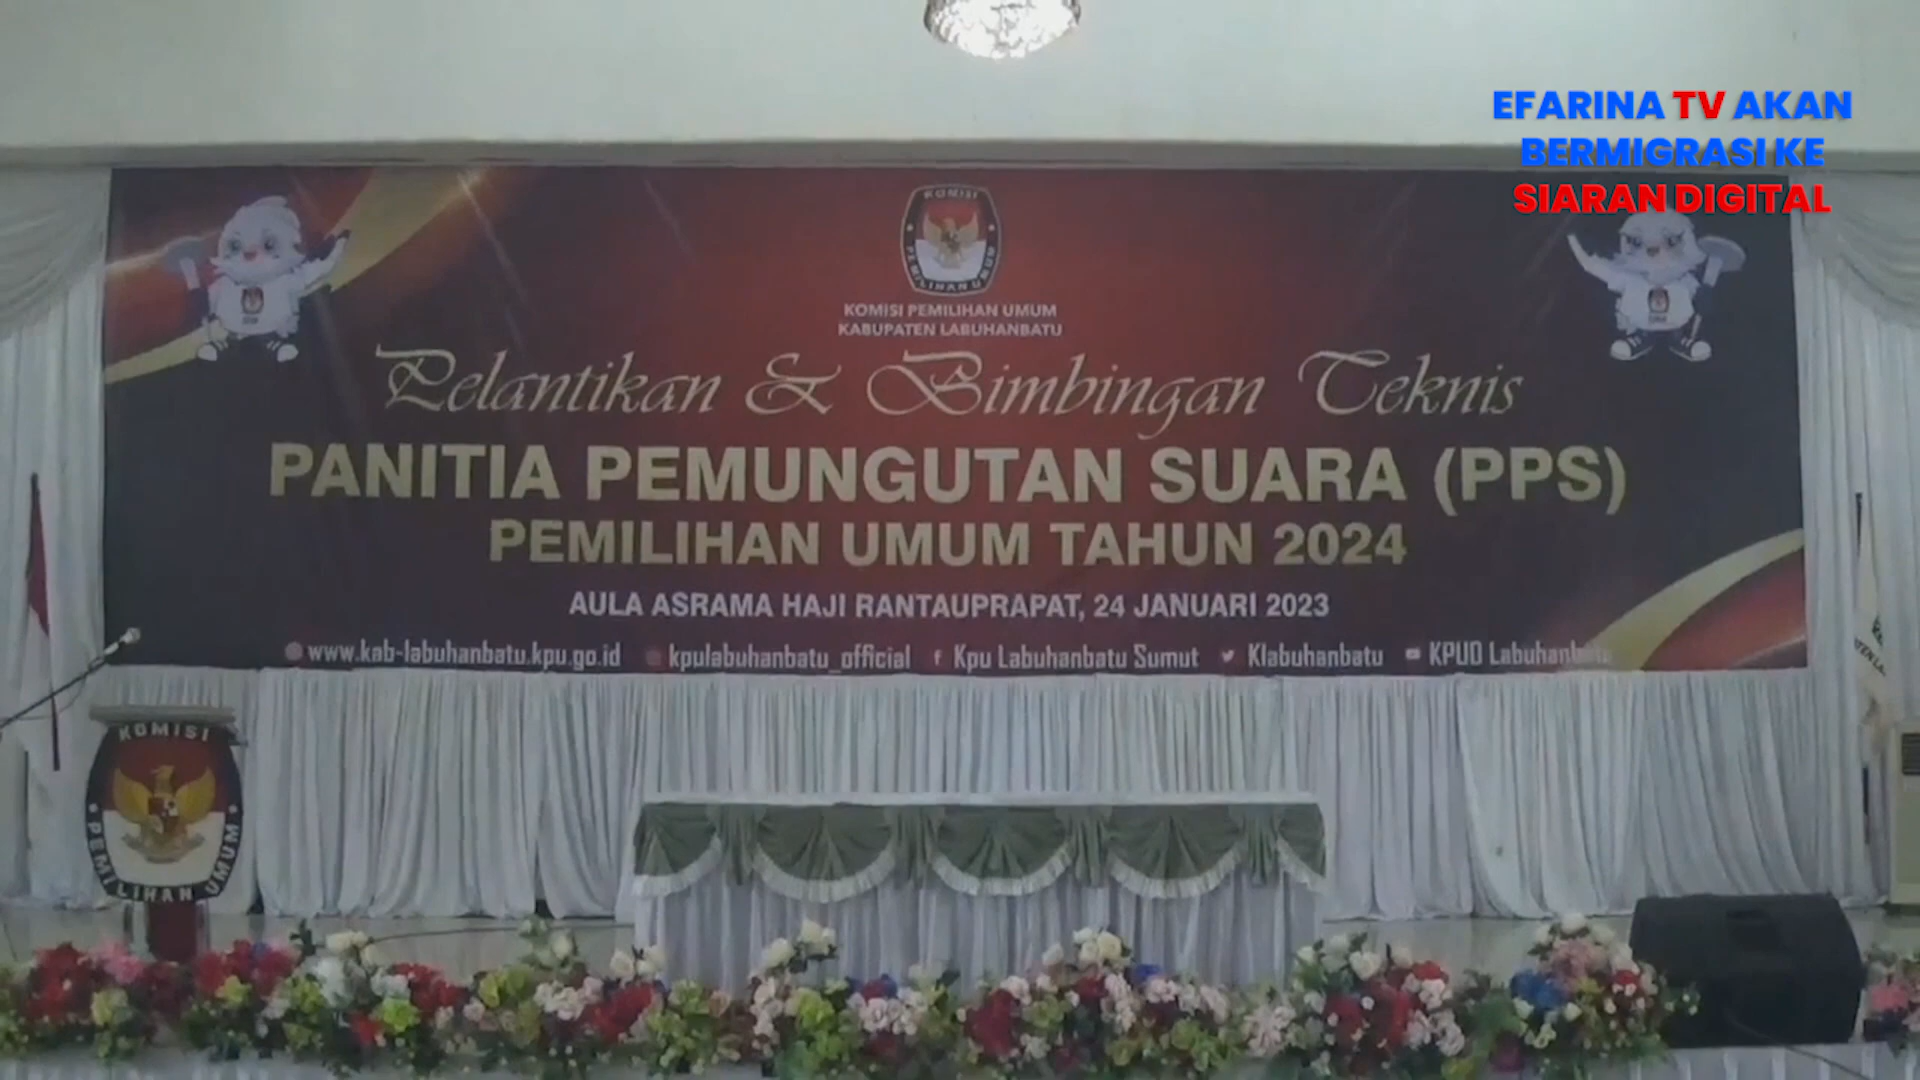 EFARINA TV AKAN
BERMIGRASI KE
SIARAN DIGITAL
KOMISI
PEMILIHAN UMUM
KOMISI PEMILIHAN UMUM
KABUPATEN LABUHANBATU
Pelantikan & Bimbingan Teknis
PANITIA PEMUNGUTAN SUARA (PPS)
PEMILIHAN UMUM TAHUN 2024
AULA ASRAMA HAJI RANTAUPRAPAT, 24 JANUARI 2023
www.kab-labuhanbatu.kpu.go.id kpulabuhanbatu_official Kpu Labuhanbatu Sumut Klabuhanbatu KPUD Labuhanbatu
KOMISI
PEMILIHAN UMUM